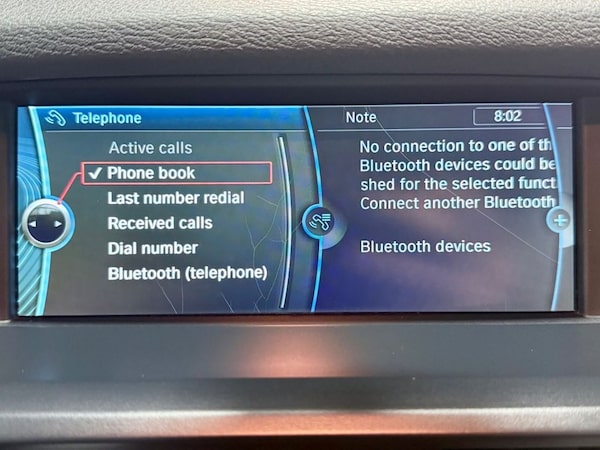 Telephone
Active calls
Phone book
Last number redial
Received calls
Dial number
Bluetooth (telephone)
Note
8:02
No connection to one of th
Bluetooth devices could be
shed for the selected funct
Connect another Bluetooth
Bluetooth devices